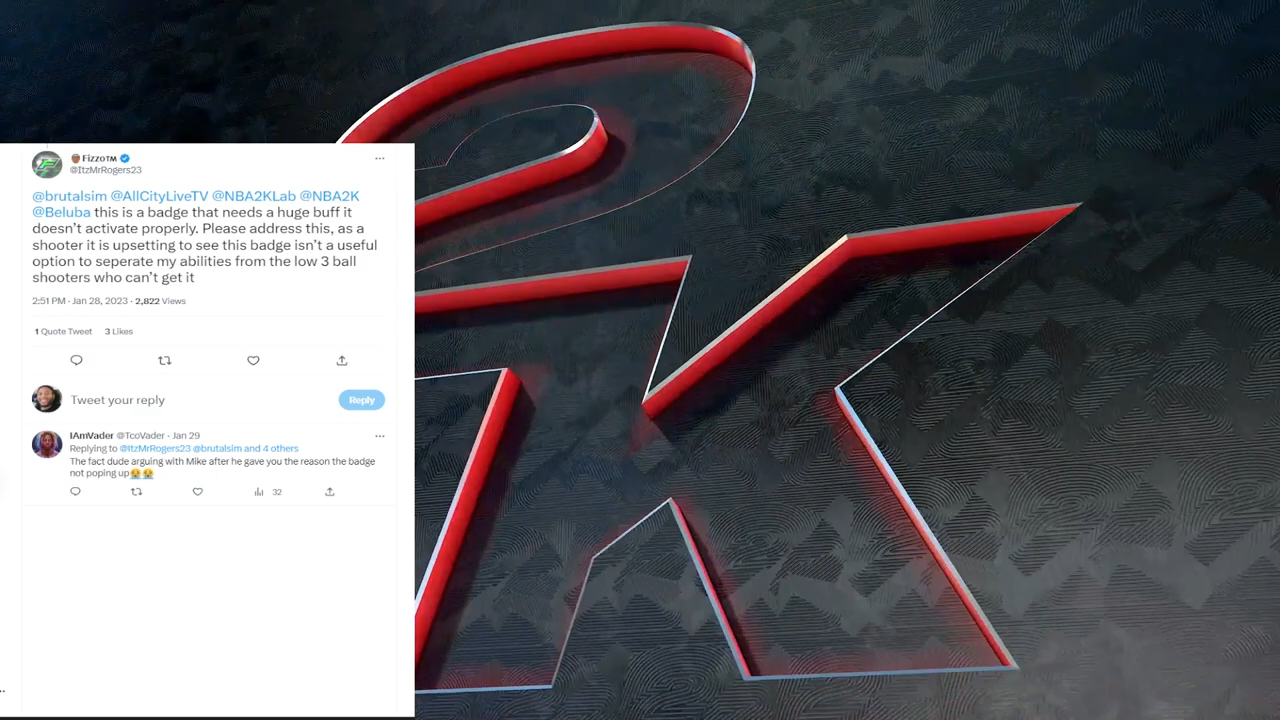 FizzoTM
@ItzMrRogers23
@brutalsim @AllCityLiveTV @NBA2KLab @NBA2K
@Beluba this is a badge that needs a huge buff it
doesn't activate properly. Please address this, as a
shooter it is upsetting to see this badge isn't a useful
option to seperate my abilities from the low 3 ball
shooters who can't get it
2:51 PM · Jan 28, 2023 · 2,822 Views
1 Quote Tweet 3 Likes
Tweet your reply
Reply
IAmVader @TcoVader · Jan 29
Replying to @ItzMrRogers23 @brutalsim and 4 others
The fact dude arguing with Mike after he gave you the reason the badge
not poping up😭😭
32
2K